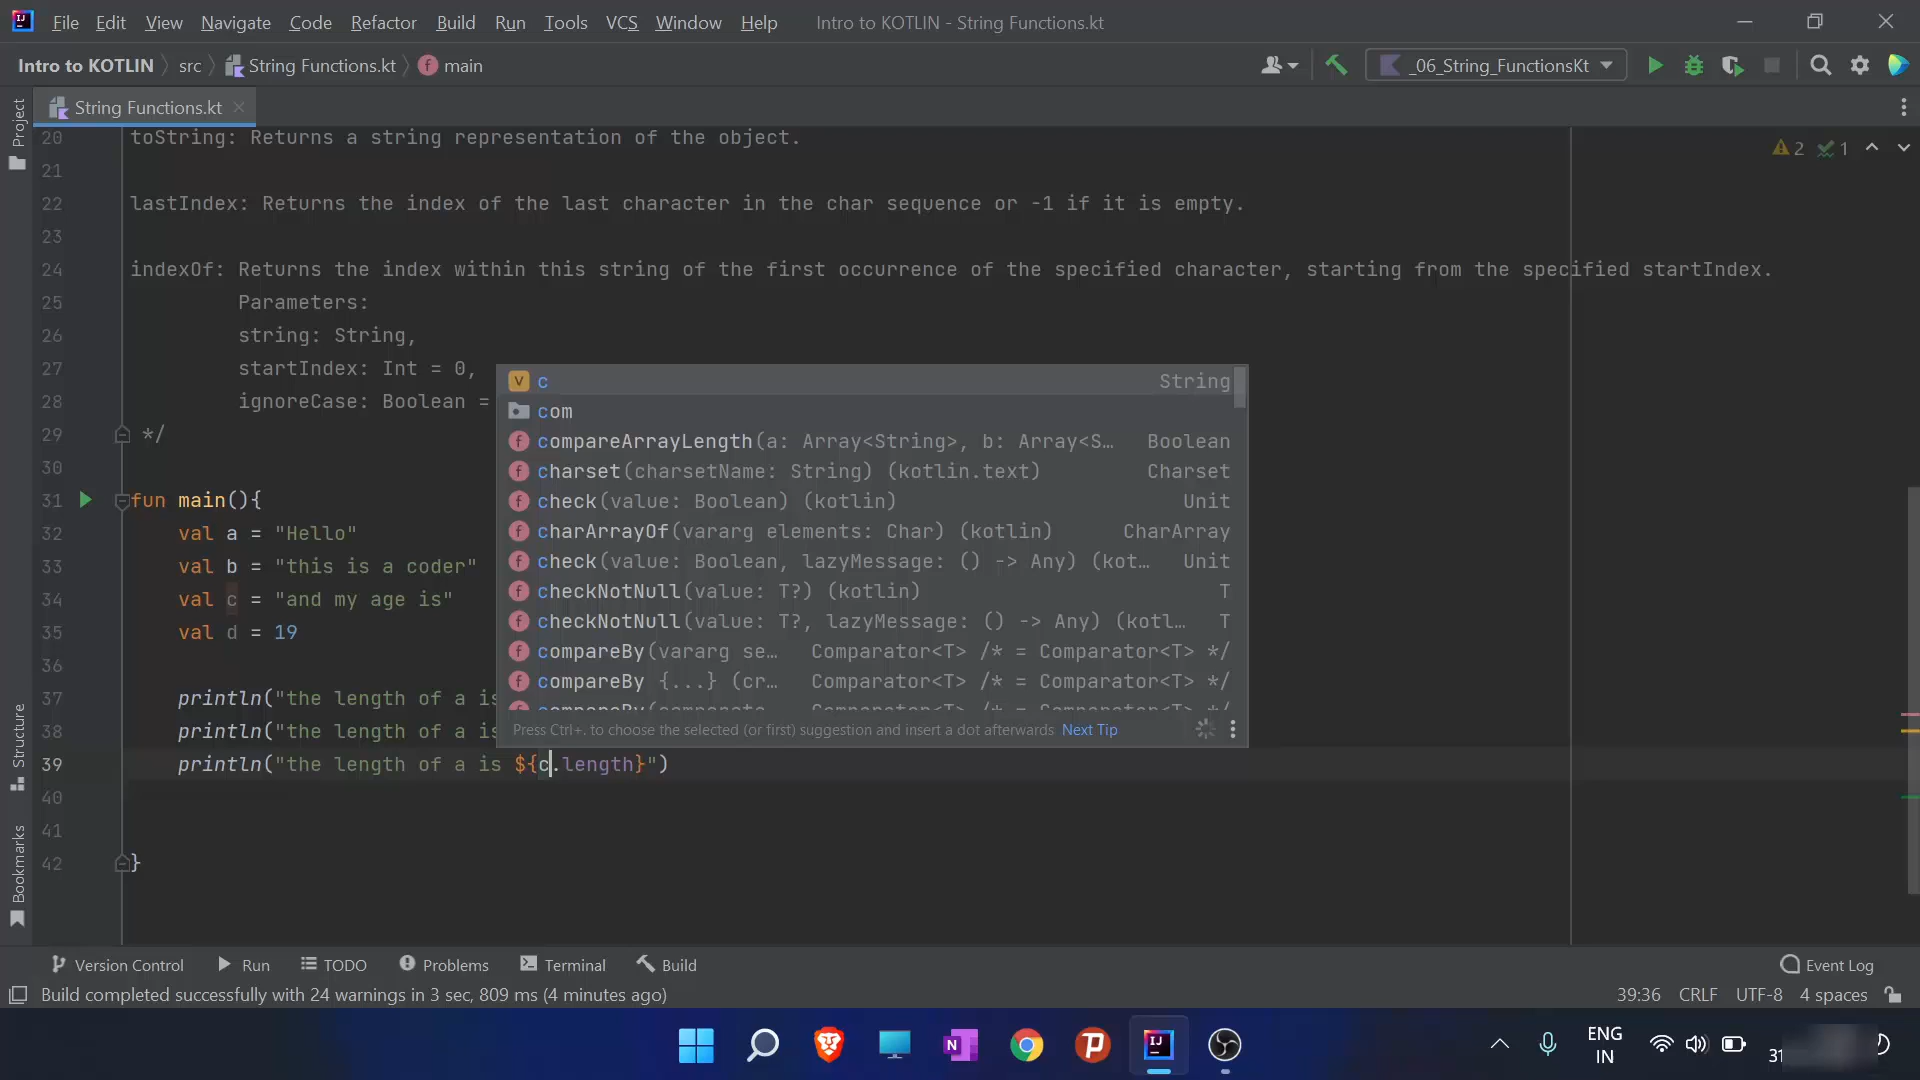 File Edit View Navigate Code Refactor Build Run Tools VCS Window Help Intro to KOTLIN - String Functions.kt
Intro to KOTLIN src String Functions.kt main _06_String_FunctionsKt
String Functions.kt
Project
20 toString: Returns a string representation of the object.
2 1
21
22 lastIndex: Returns the index of the last character in the char sequence or -1 if it is empty.
23
24 indexOf: Returns the index within this string of the first occurrence of the specified character, starting from the specified startIndex.
25 Parameters:
26 string: String,
27 startIndex: Int = 0,
28 ignoreCase: Boolean =
29 */
30
31 fun main(){
32 val a = "Hello"
33 val b = "this is a coder"
34 val c = "and my age is"
35 val d = 19
36
37 println("the length of a is
38 println("the length of a is
39 println("the length of a is ${c.length}")
40
41
42 }
c String
com
compareArrayLength(a: Array<String>, b: Array<S… Boolean
charset(charsetName: String) (kotlin.text) Charset
check(value: Boolean) (kotlin) Unit
charArrayOf(vararg elements: Char) (kotlin) CharArray
check(value: Boolean, lazyMessage: () -> Any) (kot… Unit
checkNotNull(value: T?) (kotlin) T
checkNotNull(value: T?, lazyMessage: () -> Any) (kotl… T
compareBy(vararg se… Comparator<T> /* = Comparator<T> */
compareBy {...} (cr… Comparator<T> /* = Comparator<T> */
Press Ctrl+. to choose the selected (or first) suggestion and insert a dot afterwards Next Tip
Structure
Bookmarks
Version Control Run TODO Problems Terminal Build Event Log
Build completed successfully with 24 warnings in 3 sec, 809 ms (4 minutes ago) 39:36 CRLF UTF-8 4 spaces
ENG
IN
31